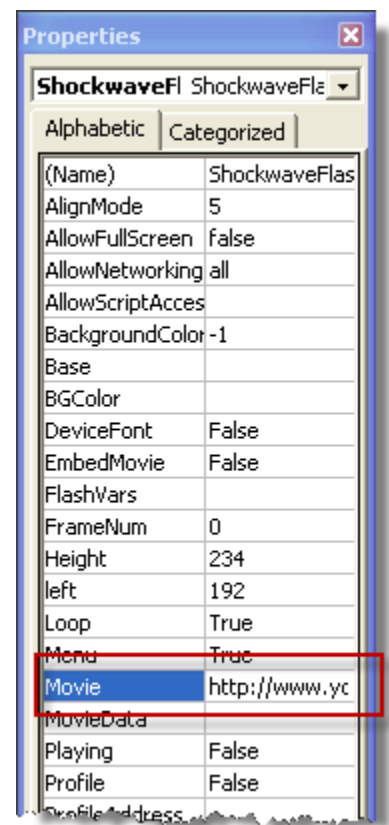 Properties
ShockwaveFl ShockwaveFla
Alphabetic Categorized
(Name) ShockwaveFlas
AlignMode 5
AllowFullScreen false
AllowNetworking all
AllowScriptAcces
BackgroundColor -1
Base
BGColor
DeviceFont False
EmbedMovie False
FlashVars
FrameNum 0
Height 234
left 192
Loop True
Menu True
Movie http://www.yo
MovieData
Playing False
Profile False
ProfileAddress